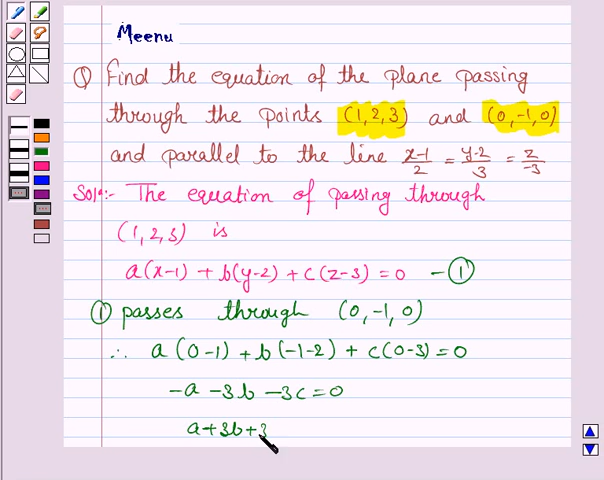 Meenu
Q Find the equation of the plane passing
through the points (1,2,3) and (0,-1,0)
and parallel to the line x-1/2 = y-2/3 = z/-3
Solⁿ:- The equation of passing through
(1,2,3) is
a(x-1) + b(y-2) + c(z-3) = 0 - ①
① passes through (0,-1,0)
∴ a(0-1) + b(-1-2) + c(0-3) = 0
-a -3b -3c = 0
a+3b+3